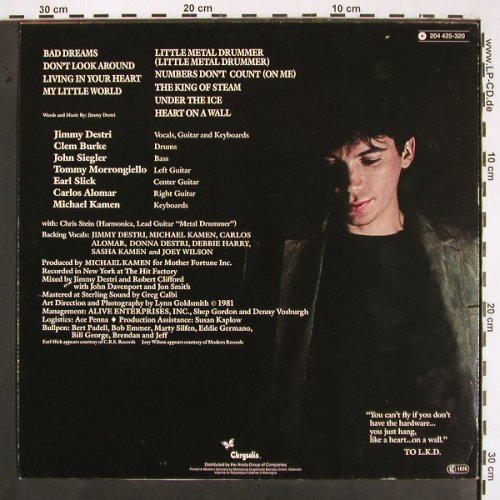 30 cm
20 cm
10 cm
204 425-320
www.LP-CD.de
10 cm
20 cm
30 cm
BAD DREAMS
DON'T LOOK AROUND
LIVING IN YOUR HEART
MY LITTLE WORLD
LITTLE METAL DRUMMER
(LITTLE METAL DRUMMER)
NUMBERS DON'T COUNT (ON ME)
THE KING OF STEAM
UNDER THE ICE
HEART ON A WALL
Words and Music By: Jimmy Destri
Jimmy Destri Vocals, Guitar and Keyboards
Clem Burke Drums
John Siegler Bass
Tommy Morrongiello Left Guitar
Earl Slick Center Guitar
Carlos Alomar Right Guitar
Michael Kamen Keyboards
with: Chris Stein (Harmonica, Lead Guitar "Metal Drummer")
Backing Vocals: JIMMY DESTRI, MICHAEL KAMEN, CARLOS
ALOMAR, DONNA DESTRI, DEBBIE HARRY,
SASHA KAMEN and JOEY WILSON
Produced by MICHAEL KAMEN for Mother Fortune Inc.
Recorded in New York at The Hit Factory
Mixed by Jimmy Destri and Robert Clifford
with John Davenport and Jon Smith
Mastered at Sterling Sound by Greg Calbi
Art Direction and Photography by Lynn Goldsmith © 1981
Management: ALIVE ENTERPRISES, INC., Shep Gordon and Denny Vosburgh
Logistics: Ace Penna ♦ Production Assistance: Susan Kaplow
Bullpen: Bert Padell, Bob Emmer, Marty Silfen, Eddie Germano,
Bill George, Brendan and Jeff
Earl Slick appears courtesy of C.B.S. Records Joey Wilson appears courtesy of Modern Records
"You can't fly if you don't
have the hardware...
you just hang,
like a heart...on a wall."
TO L.K.D.
Chrysalis
Distributed by the Ariola Group of Companies